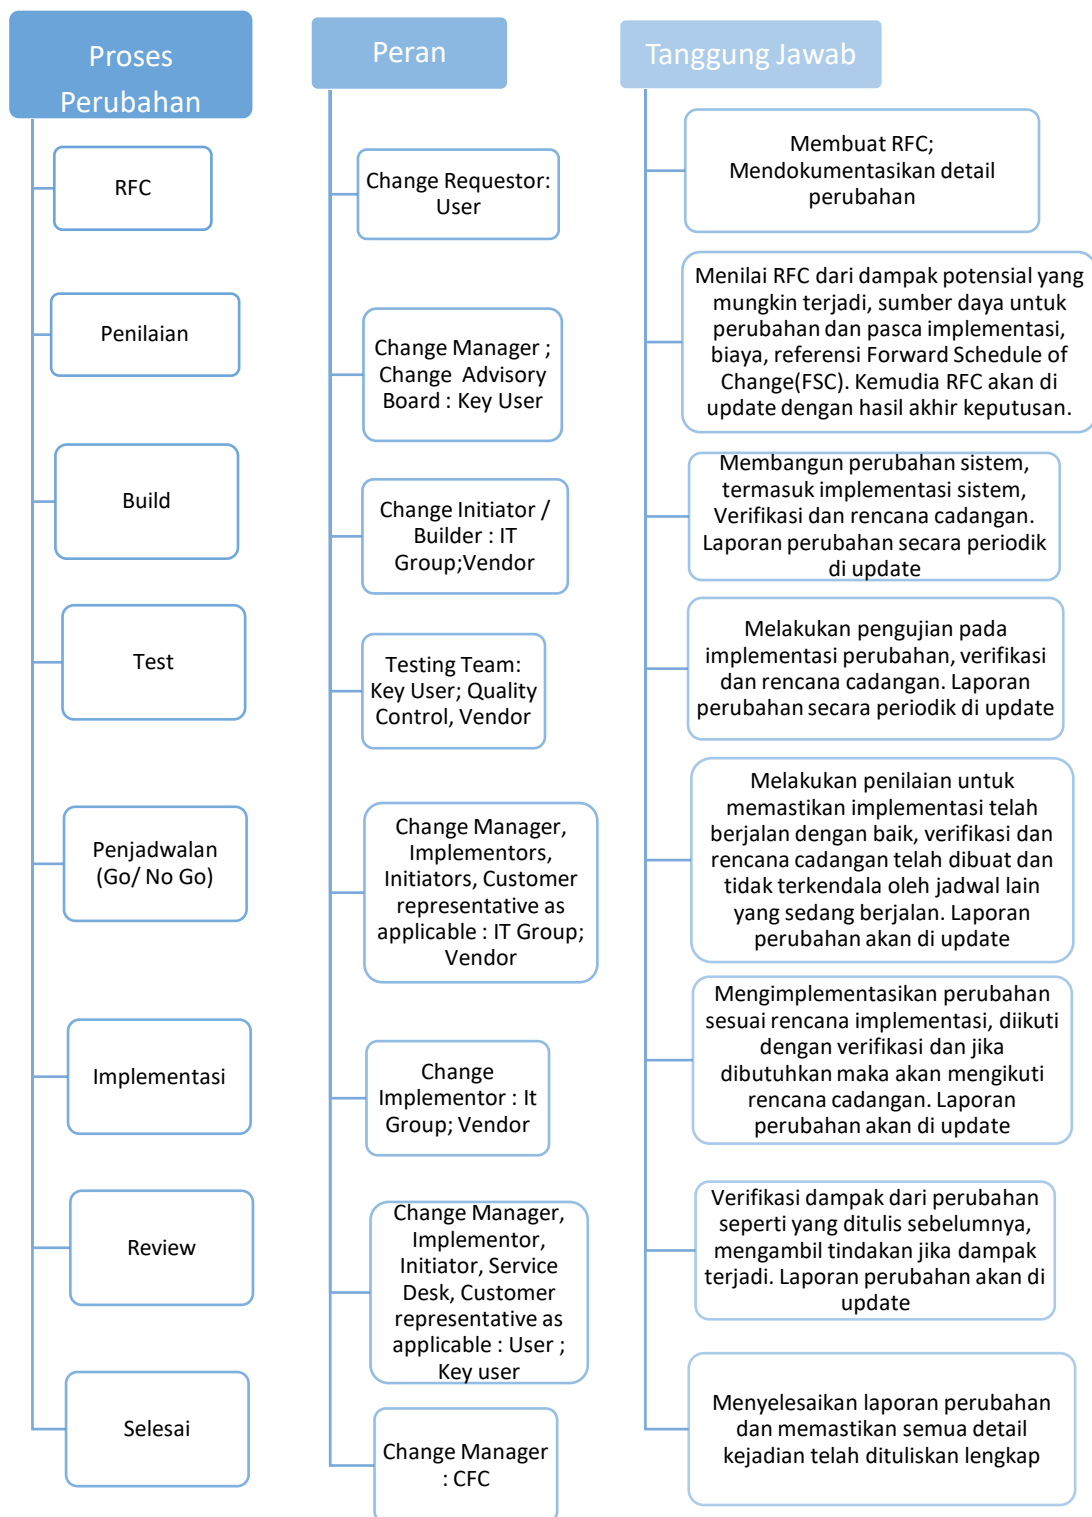 Proses
Perubahan
RFC
Penilaian
Build
Test
Penjadwalan
(Go/ No Go)
Implementasi
Review
Selesai
Peran
Change Requestor:
User
Change Manager ;
Change Advisory
Board : Key User
Change Initiator /
Builder : IT
Group;Vendor
Testing Team:
Key User; Quality
Control, Vendor
Change Manager,
Implementors,
Initiators, Customer
representative as
applicable : IT Group;
Vendor
Change
Implementor : It
Group; Vendor
Change Manager,
Implementor,
Initiator, Service
Desk, Customer
representative as
applicable : User ;
Key user
Change Manager
: CFC
Tanggung Jawab
Membuat RFC;
Mendokumentasikan detail
perubahan
Menilai RFC dari dampak potensial yang
mungkin terjadi, sumber daya untuk
perubahan dan pasca implementasi,
biaya, referensi Forward Schedule of
Change(FSC). Kemudia RFC akan di
update dengan hasil akhir keputusan.
Membangun perubahan sistem,
termasuk implementasi sistem,
Verifikasi dan rencana cadangan.
Laporan perubahan secara periodik
di update
Melakukan pengujian pada
implementasi perubahan, verifikasi
dan rencana cadangan. Laporan
perubahan secara periodik di update
Melakukan penilaian untuk
memastikan implementasi telah
berjalan dengan baik, verifikasi dan
rencana cadangan telah dibuat dan
tidak terkendala oleh jadwal lain
yang sedang berjalan. Laporan
perubahan akan di update
Mengimplementasikan perubahan
sesuai rencana implementasi, diikuti
dengan verifikasi dan jika
dibutuhkan maka akan mengikuti
rencana cadangan. Laporan
perubahan akan di update
Verifikasi dampak dari perubahan
seperti yang ditulis sebelumnya,
mengambil tindakan jika dampak
terjadi. Laporan perubahan akan di
update
Menyelesaikan laporan perubahan
dan memastikan semua detail
kejadian telah dituliskan lengkap